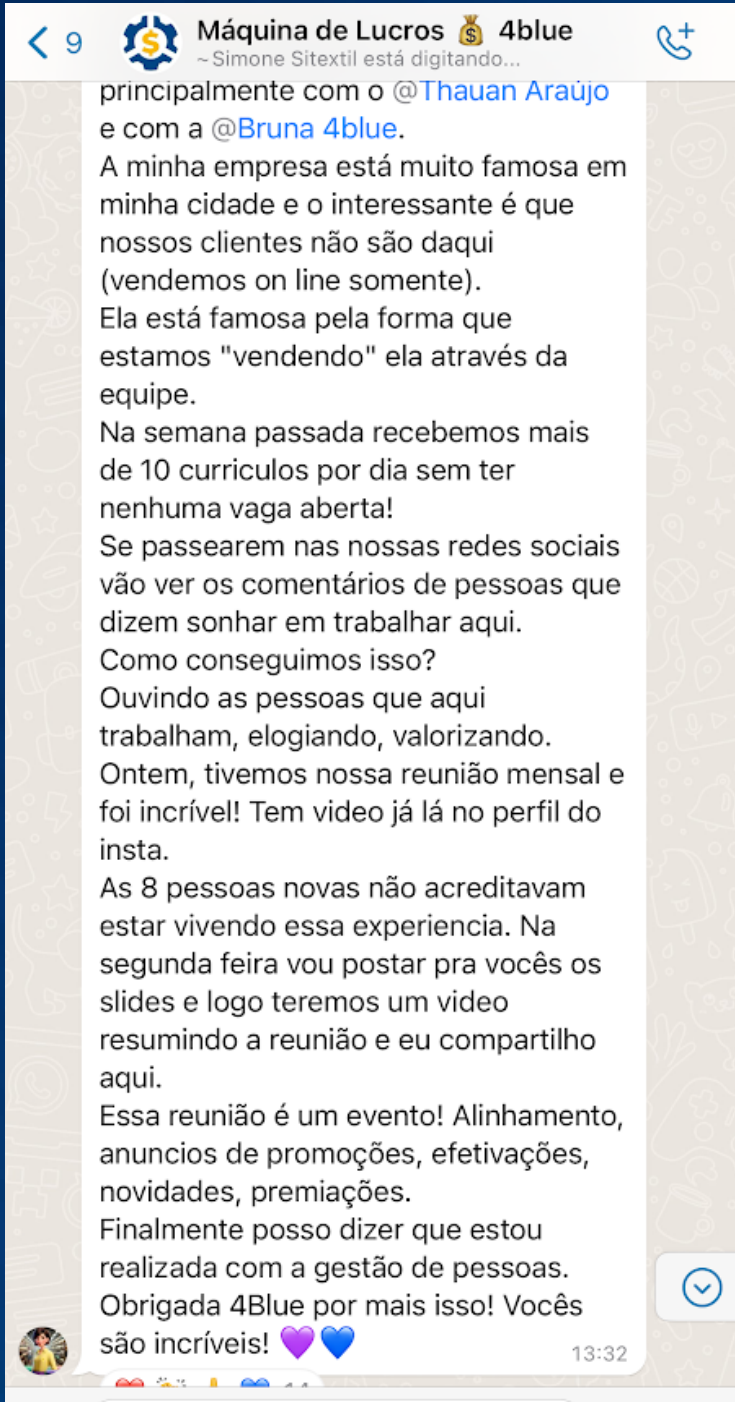 9
Máquina de Lucros 💰 4blue
~Simone Sitextil está digitando...
principalmente com o @Thauan Araújo
e com a @Bruna 4blue.
A minha empresa está muito famosa em
minha cidade e o interessante é que
nossos clientes não são daqui
(vendemos on line somente).
Ela está famosa pela forma que
estamos "vendendo" ela através da
equipe.
Na semana passada recebemos mais
de 10 curriculos por dia sem ter
nenhuma vaga aberta!
Se passearem nas nossas redes sociais
vão ver os comentários de pessoas que
dizem sonhar em trabalhar aqui.
Como conseguimos isso?
Ouvindo as pessoas que aqui
trabalham, elogiando, valorizando.
Ontem, tivemos nossa reunião mensal e
foi incrível! Tem video já lá no perfil do
insta.
As 8 pessoas novas não acreditavam
estar vivendo essa experiencia. Na
segunda feira vou postar pra vocês os
slides e logo teremos um video
resumindo a reunião e eu compartilho
aqui.
Essa reunião é um evento! Alinhamento,
anuncios de promoções, efetivações,
novidades, premiações.
Finalmente posso dizer que estou
realizada com a gestão de pessoas.
Obrigada 4Blue por mais isso! Vocês
são incríveis! 💜💙
13:32